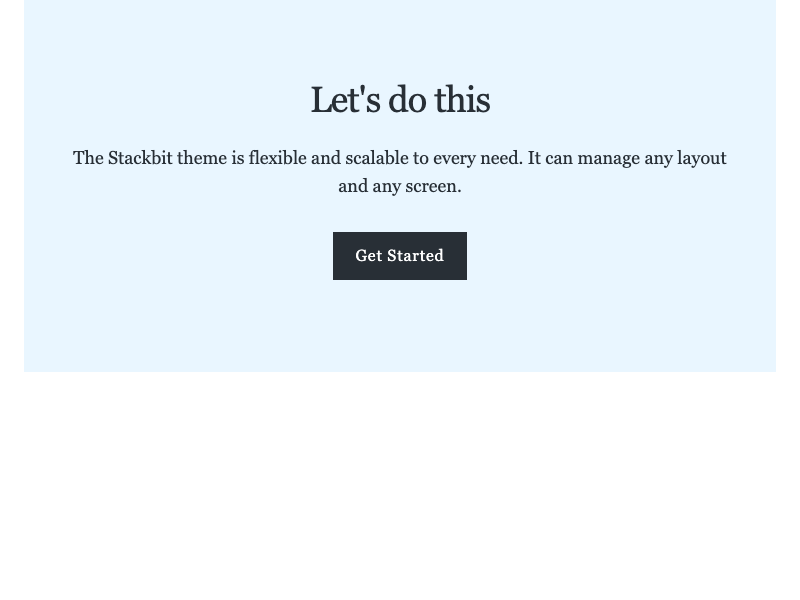 Let's do this
The Stackbit theme is flexible and scalable to every need. It can manage any layout
and any screen.
Get Started